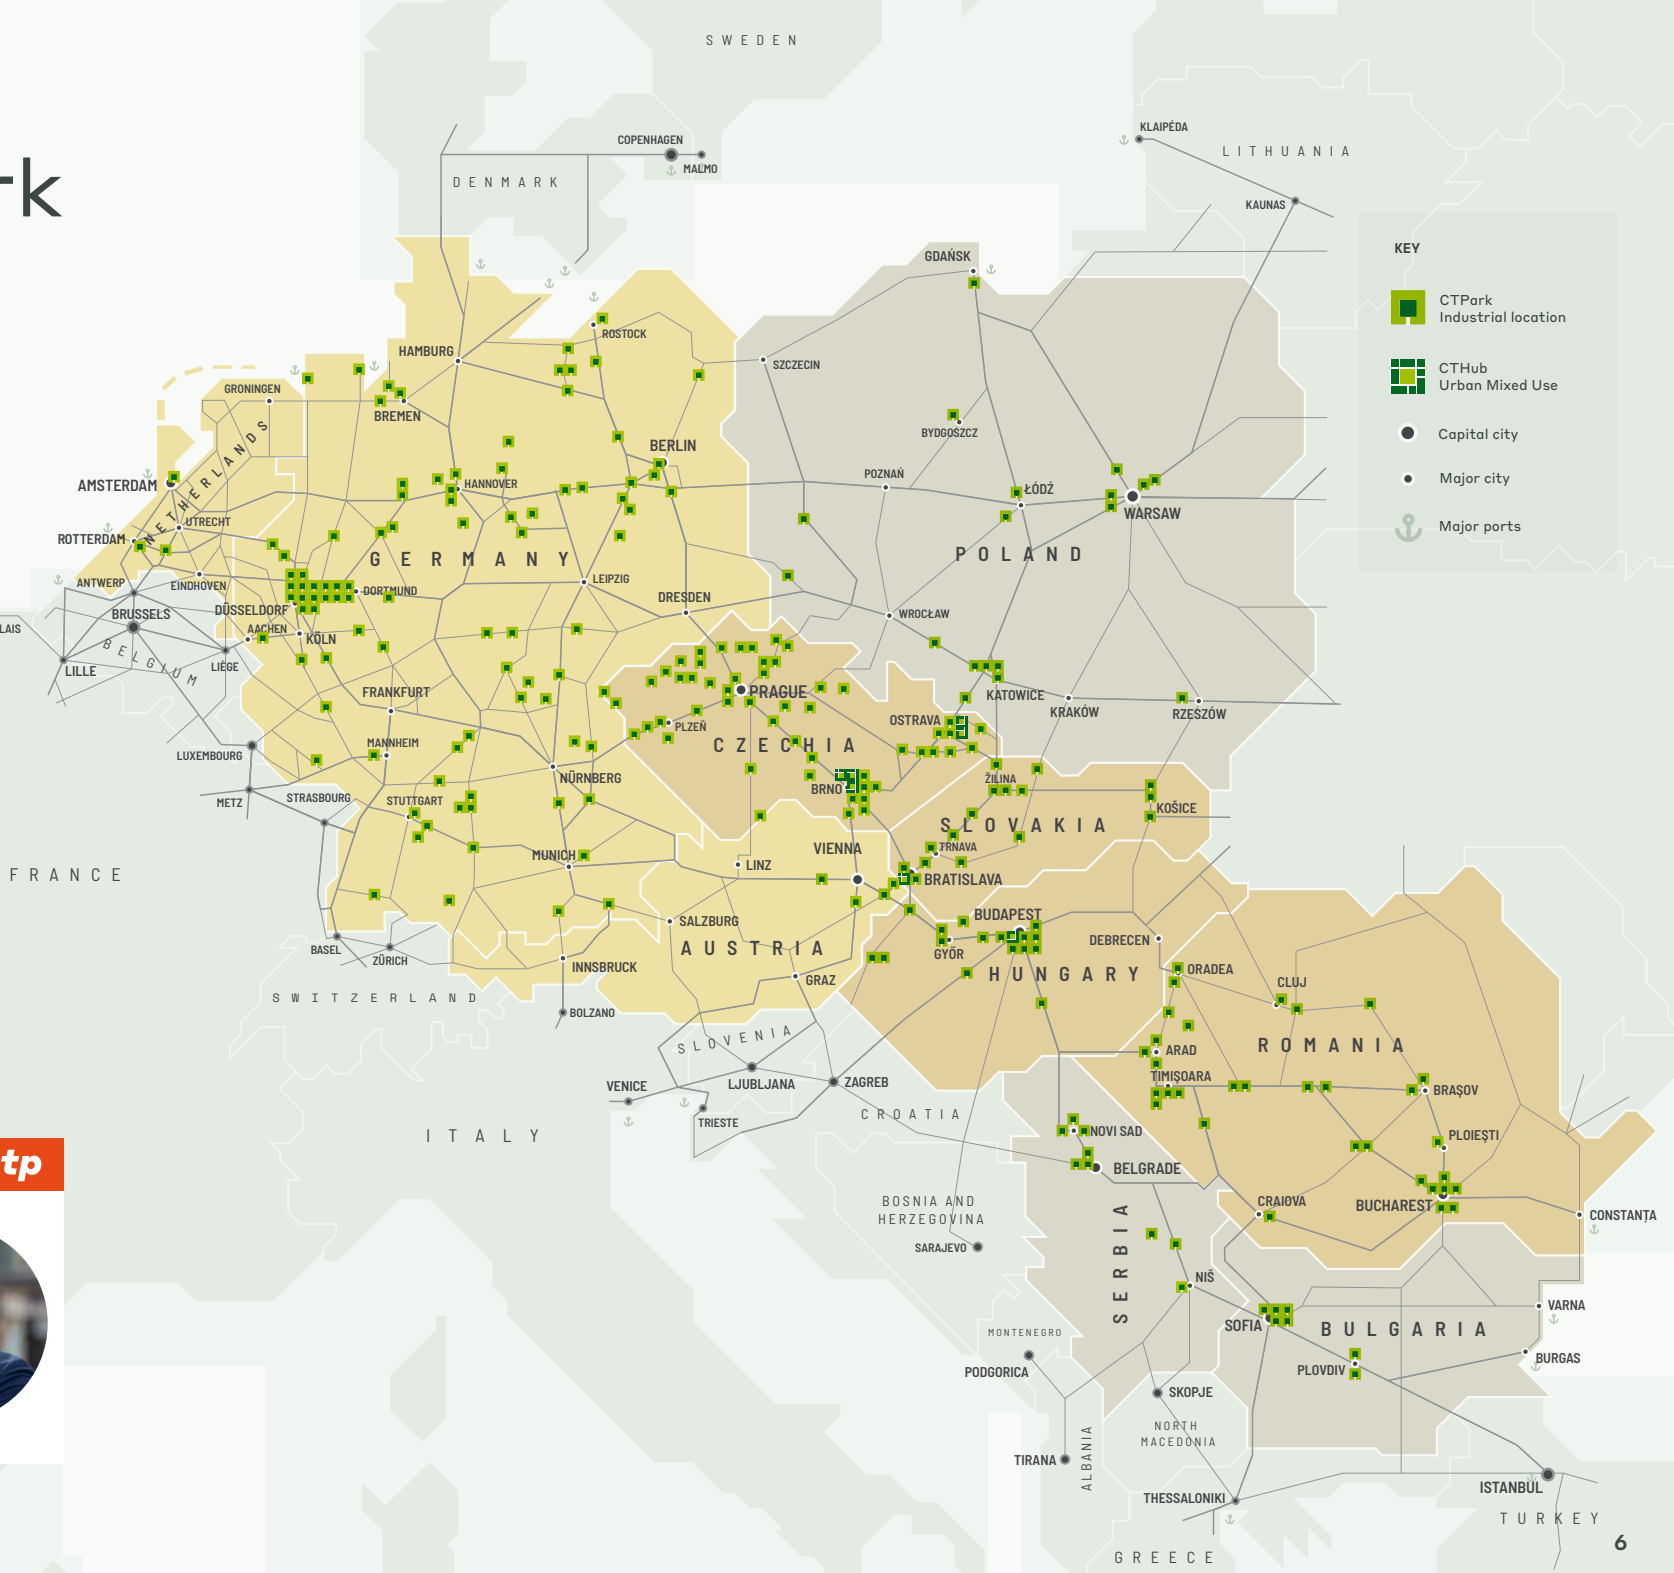 rk
SWEDEN
COPENHAGEN
MALMO
DENMARK
KLAIPĖDA
LITHUANIA
KAUNAS
KEY
CTPark
Industrial location
CTHub
Urban Mixed Use
Capital city
Major city
Major ports
GDAŃSK
ROSTOCK
HAMBURG
SZCZECIN
GRONINGEN
BREMEN
BYDGOSZCZ
BERLIN
NETHERLANDS
AMSTERDAM
HANNOVER
POZNAŃ
ŁÓDŹ
WARSAW
UTRECHT
ROTTERDAM
GERMANY
POLAND
ANTWERP
EINDHOVEN
DORTMUND
LEIPZIG
DRESDEN
WROCŁAW
BRUSSELS
DÜSSELDORF
LAIS
AACHEN
KÖLN
BELGIUM
LILLE
LIÈGE
FRANKFURT
PRAGUE
KATOWICE
KRAKÓW
RZESZÓW
OSTRAVA
PLZEŇ
CZECHIA
MANNHEIM
LUXEMBOURG
NÜRNBERG
ŽILINA
BRNO
METZ
STRASBOURG
STUTTGART
KOŠICE
SLOVAKIA
VIENNA
TRNAVA
MUNICH
LINZ
FRANCE
BRATISLAVA
BUDAPEST
SALZBURG
DEBRECEN
BASEL
ZÜRICH
AUSTRIA
GYŐR
INNSBRUCK
HUNGARY
ORADEA
GRAZ
CLUJ
SWITZERLAND
BOLZANO
SLOVENIA
ROMANIA
ARAD
TIMIȘOARA
VENICE
LJUBLJANA
ZAGREB
BRAȘOV
TRIESTE
CROATIA
ITALY
NOVI SAD
PLOIEȘTI
tp
BELGRADE
BOSNIA AND
HERZEGOVINA
CRAIOVA
BUCHAREST
CONSTANȚA
SARAJEVO
SERBIA
NIŠ
VARNA
SOFIA
BULGARIA
MONTENEGRO
BURGAS
PODGORICA
PLOVDIV
SKOPJE
NORTH
MACEDONIA
TIRANA
ALBANIA
THESSALONIKI
ISTANBUL
TURKEY
GREECE
6